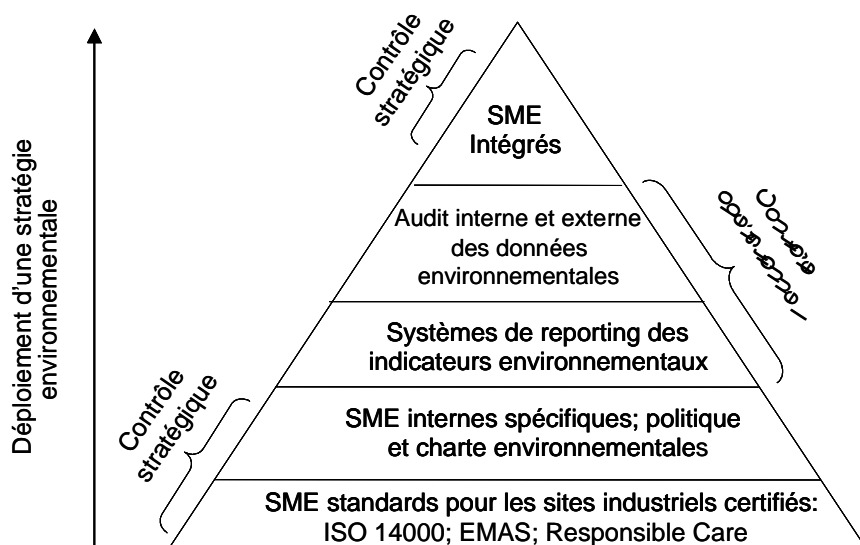 Contrôle
stratégique
SME
Intégrés
Audit interne et externe
des données
environnementales
Systèmes de reporting des
indicateurs environnementaux
Contrôle
stratégique
SME internes spécifiques; politique
et charte environnementales
SME standards pour les sites industriels certifiés:
ISO 14000; EMAS; Responsible Care
Déploiement d'une stratégie
environnementale